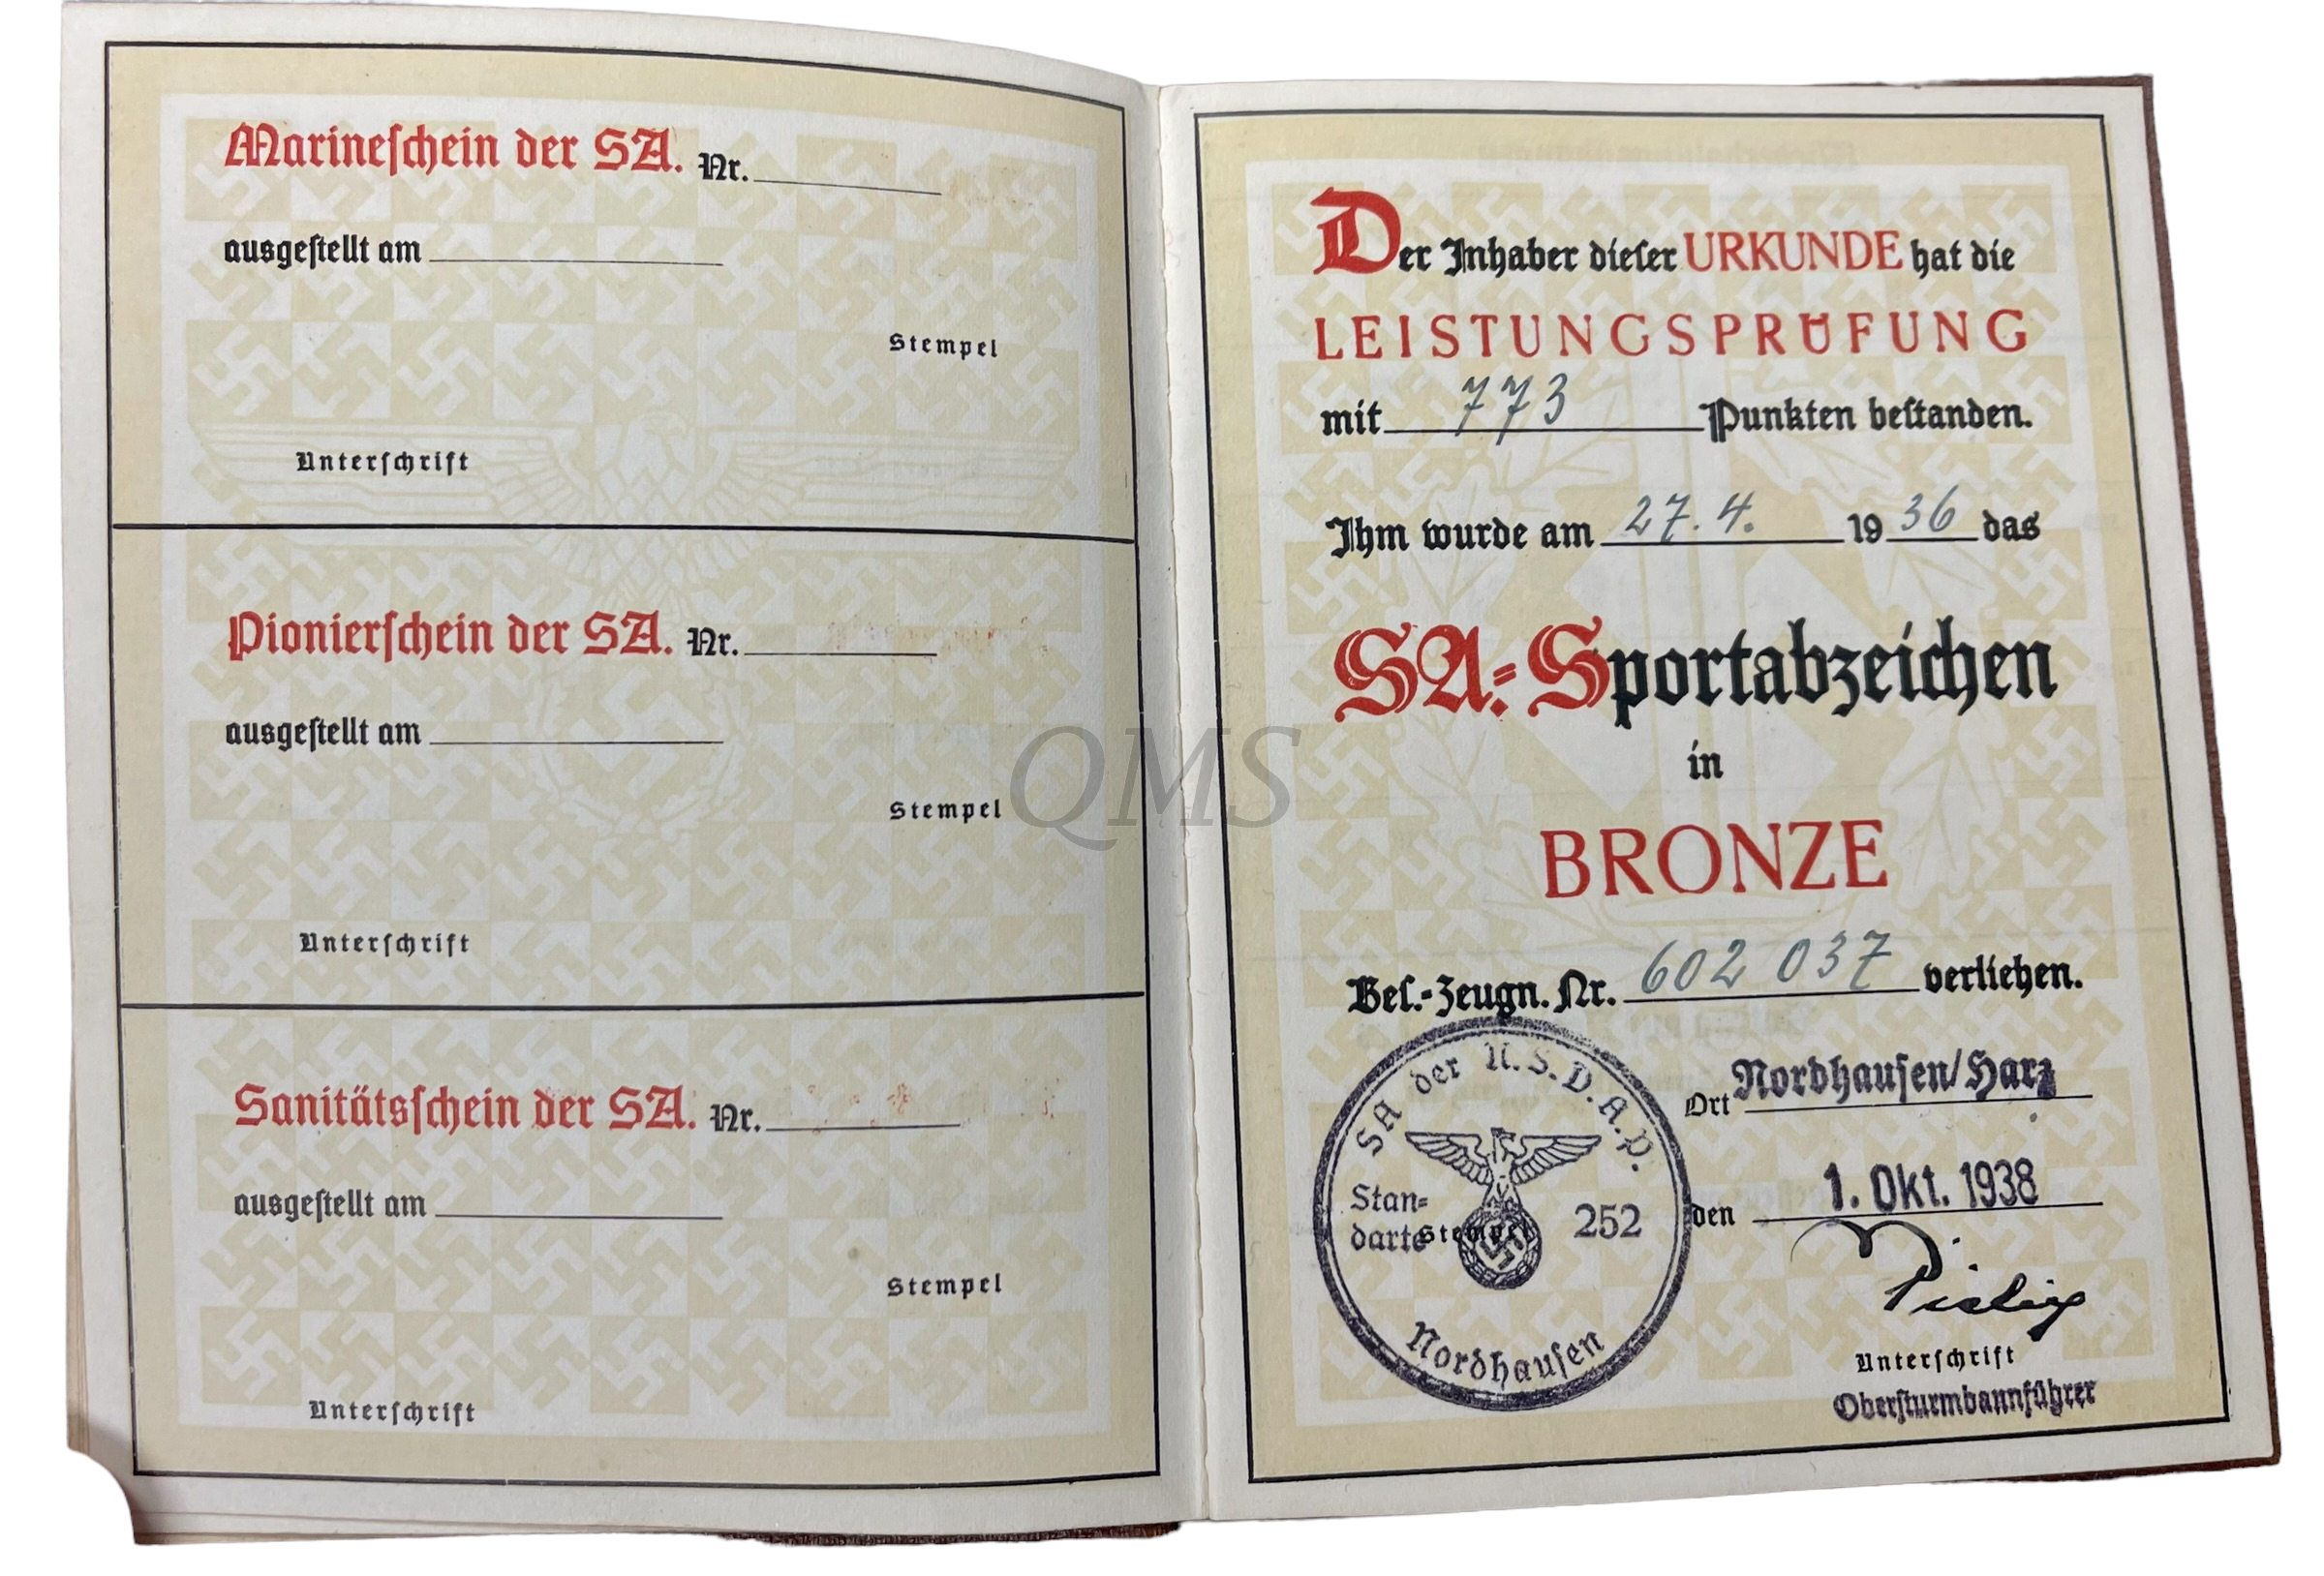 Marineschein der SA. Nr.
ausgestellt am
Stempel
Unterschrift
Pionierschein der SA. Nr.
ausgestellt am
Stempel
Unterschrift
Sanitätsschein der SA. Nr.
ausgestellt am
Stempel
Unterschrift
QMS
Der Inhaber dieser URKUNDE hat die
LEISTUNGSPRÜFUNG
mit 773 Punkten bestanden.
Ihm wurde am 27.4. 1936 das
SA-Sportabzeichen
in
BRONZE
Bes.-Zeugn. Nr. 602 037 verliehen.
SA der N.S.D.A.P.
Stan-
darte
252
Stempel
Nordhausen
Ort Nordhausen/Harz
den 1. Okt. 1938
Unterschrift
Obersturmbannführer